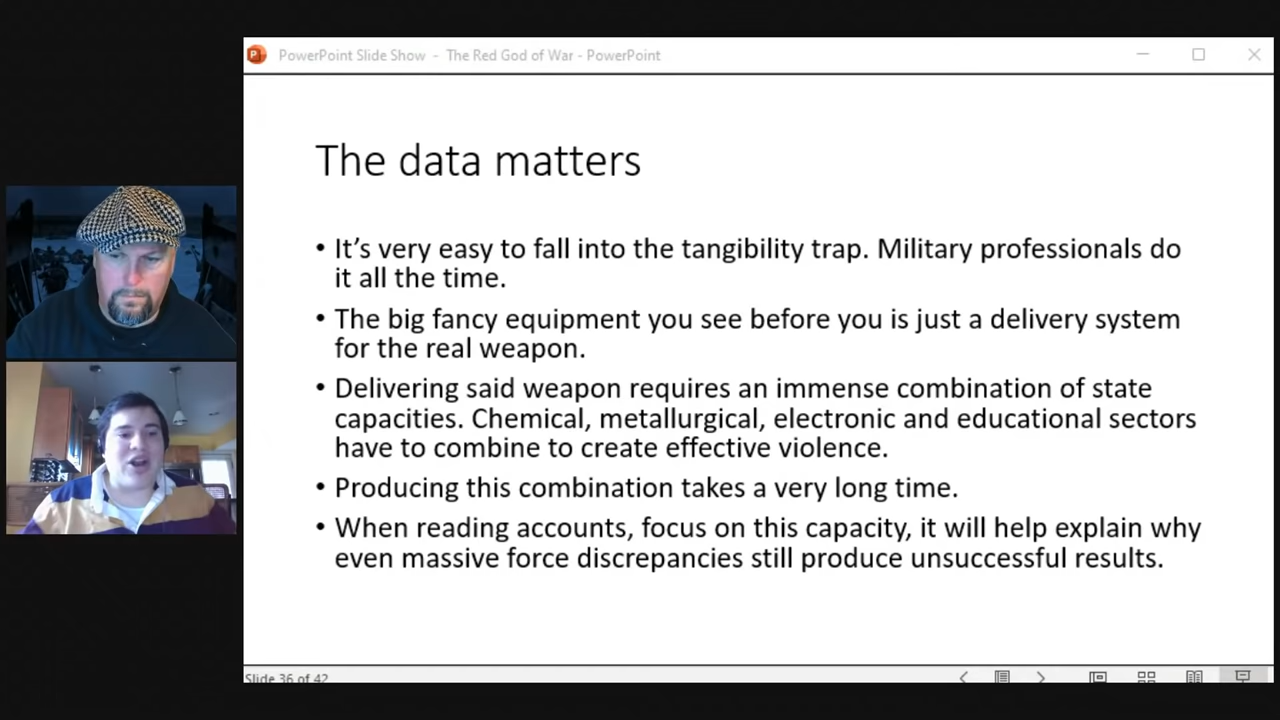 PowerPoint Slide Show - The Red God of War - PowerPoint
The data matters
• It’s very easy to fall into the tangibility trap. Military professionals do
it all the time.
• The big fancy equipment you see before you is just a delivery system
for the real weapon.
• Delivering said weapon requires an immense combination of state
capacities. Chemical, metallurgical, electronic and educational sectors
have to combine to create effective violence.
• Producing this combination takes a very long time.
• When reading accounts, focus on this capacity, it will help explain why
even massive force discrepancies still produce unsuccessful results.
Slide 36 of 42